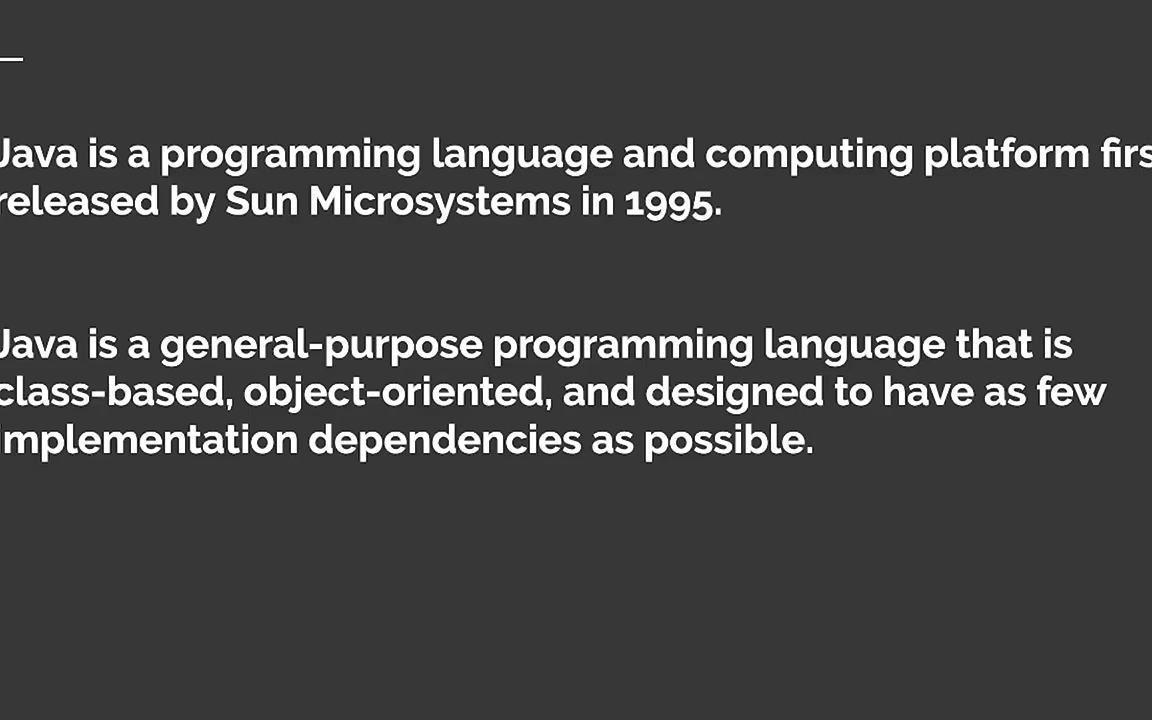 Java is a programming language and computing platform firs
released by Sun Microsystems in 1995.
Java is a general-purpose programming language that is
class-based, object-oriented, and designed to have as few
implementation dependencies as possible.